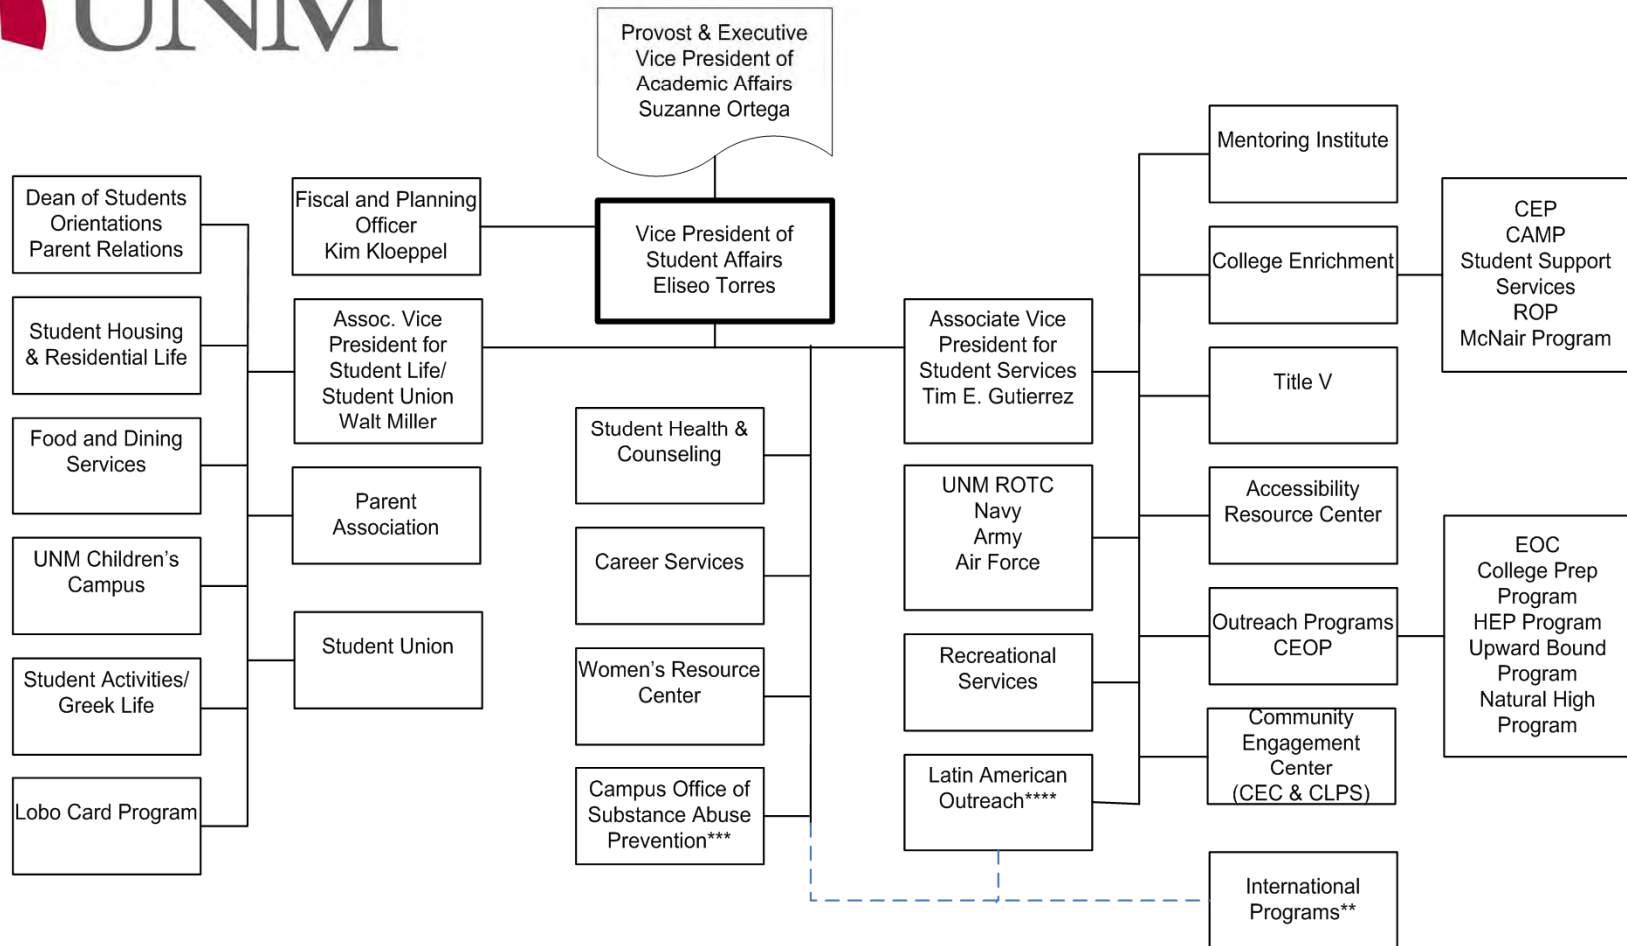 UNM
Provost & Executive
Vice President of
Academic Affairs
Suzanne Ortega
Vice President of
Student Affairs
Eliseo Torres
Fiscal and Planning
Officer
Kim Kloeppel
Dean of Students
Orientations
Parent Relations
Student Housing
& Residential Life
Food and Dining
Services
UNM Children's
Campus
Student Activities/
Greek Life
Lobo Card Program
Assoc. Vice
President for
Student Life/
Student Union
Walt Miller
Parent
Association
Student Union
Student Health &
Counseling
Career Services
Women's Resource
Center
Campus Office of
Substance Abuse
Prevention***
Associate Vice
President for
Student Services
Tim E. Gutierrez
UNM ROTC
Navy
Army
Air Force
Recreational
Services
Latin American
Outreach****
Mentoring Institute
College Enrichment
Title V
Accessibility
Resource Center
Outreach Programs
CEOP
Community
Engagement
Center
(CEC & CLPS)
International
Programs**
CEP
CAMP
Student Support
Services
ROP
McNair Program
EOC
College Prep
Program
HEP Program
Upward Bound
Program
Natural High
Program